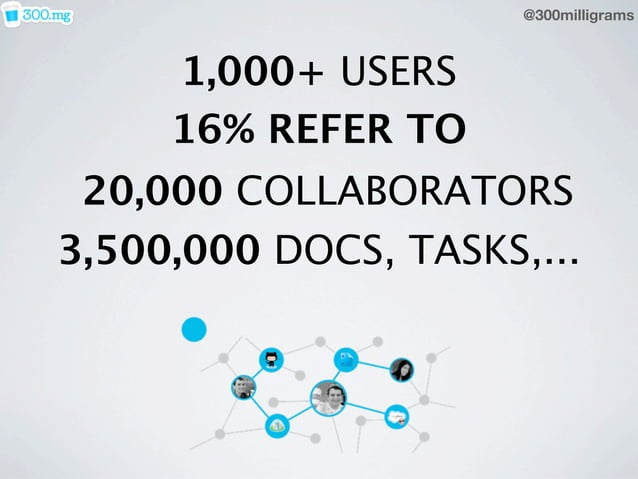 300.mg
@300milligrams
1,000+ USERS
16% REFER TO
20,000 COLLABORATORS
3,500,000 DOCS, TASKS,...